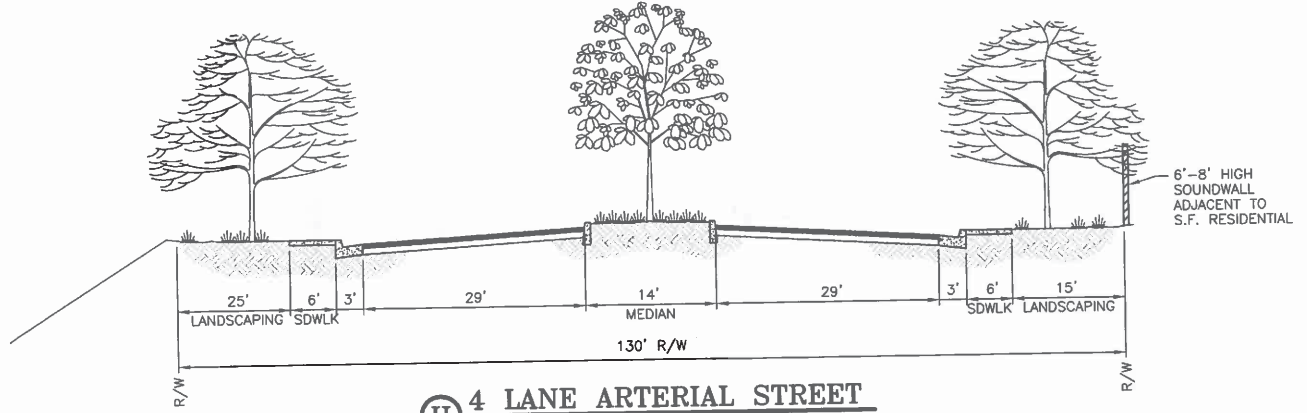 6'-8' HIGH
SOUNDWALL
ADJACENT TO
S.F. RESIDENTIAL
25' 6' 3' 29' 14' 29' 3' 6' 15'
LANDSCAPING SDWLK MEDIAN SDWLK LANDSCAPING
130' R/W
R/W R/W
H 4 LANE ARTERIAL STREET